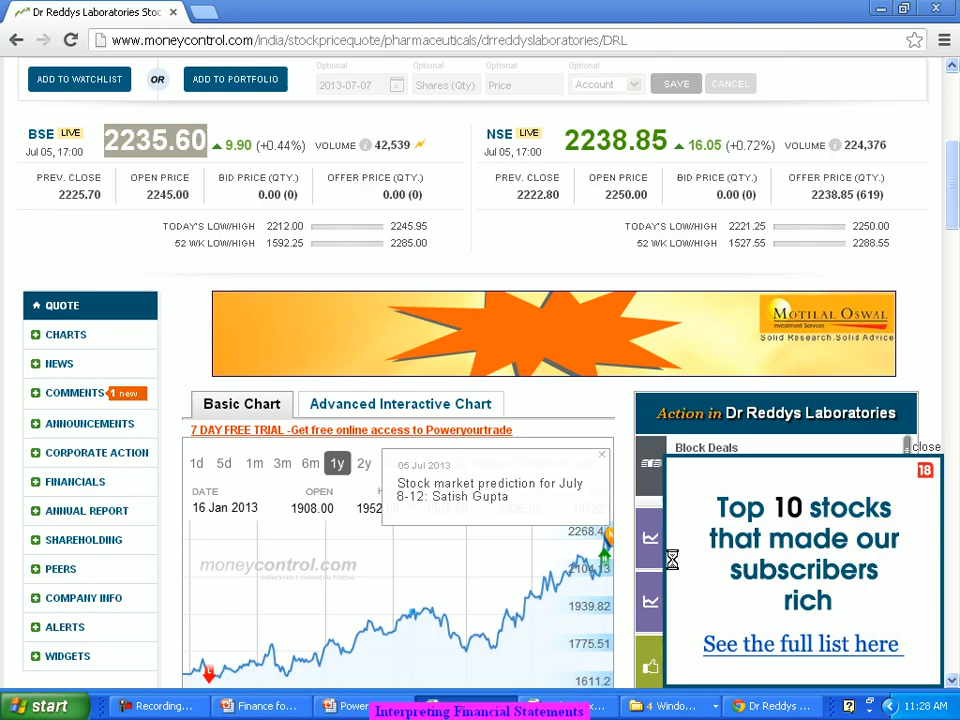 Dr Reddys Laboratories Stoc
www.moneycontrol.com/india/stockpricequote/pharmaceuticals/drreddyslaboratories/DRL
ADD TO WATCHLIST OR ADD TO PORTFOLIO
Optional Optional Optional Optional
2013-07-07 Shares (Qty) Price Account SAVE CANCEL
BSE LIVE
Jul 05, 17:00
2235.60 9.90 (+0.44%) VOLUME i 42,539
PREV. CLOSE OPEN PRICE BID PRICE (QTY.) OFFER PRICE (QTY.)
2225.70 2245.00 0.00 (0) 0.00 (0)
TODAY'S LOW/HIGH 2212.00 2245.95
52 WK LOW/HIGH 1592.25 2285.00
NSE LIVE
Jul 05, 17:00
2238.85 16.05 (+0.72%) VOLUME i 224,376
PREV. CLOSE OPEN PRICE BID PRICE (QTY.) OFFER PRICE (QTY.)
2222.80 2250.00 0.00 (0) 2238.85 (619)
TODAY'S LOW/HIGH 2221.25 2250.00
52 WK LOW/HIGH 1527.55 2288.55
QUOTE
CHARTS
NEWS
COMMENTS 1 new
ANNOUNCEMENTS
CORPORATE ACTION
FINANCIALS
ANNUAL REPORT
SHAREHOLDING
PEERS
COMPANY INFO
ALERTS
WIDGETS
MOTILAL OSWAL
Investment Services
Solid Research.Solid Advice
Basic Chart Advanced Interactive Chart
7 DAY FREE TRIAL -Get free online access to Poweryourtrade
1d 5d 1m 3m 6m 1y 2y
DATE OPEN
16 Jan 2013 1908.00
05 Jul 2013
Stock market prediction for July
8-12: Satish Gupta
moneycontrol.com
2268.4
2104.13
1939.82
1775.51
1611.2
Action in Dr Reddys Laboratories
Block Deals
close
18
Top 10 stocks
that made our
subscribers
rich
See the full list here
start
Recording...
Finance fo...
4 Windo...
Dr Reddys ...
11:28 AM
Interpreting Financial Statements